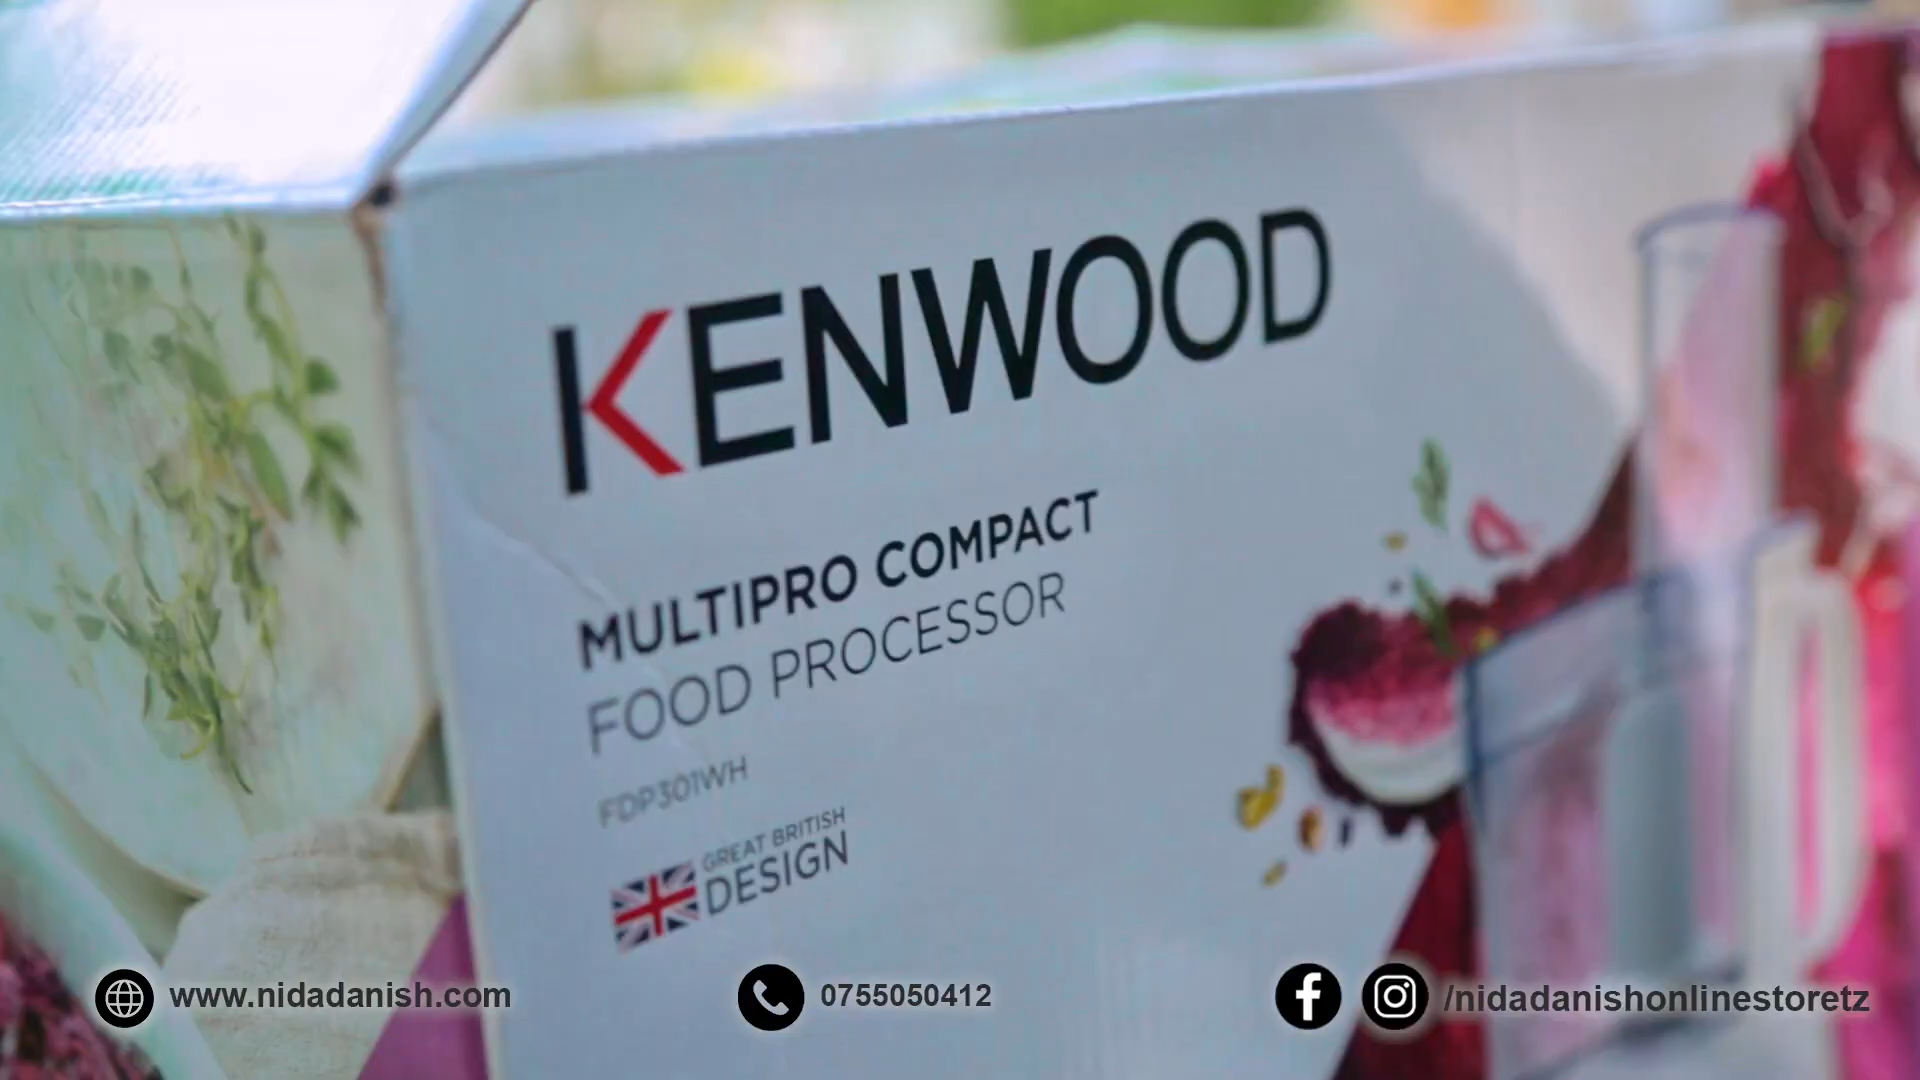 KENWOOD
MULTIPRO COMPACT
FOOD PROCESSOR
FDP301WH
GREAT BRITISH
DESIGN
www.nidadanish.com
0755050412
/nidadanishonlinestoretz